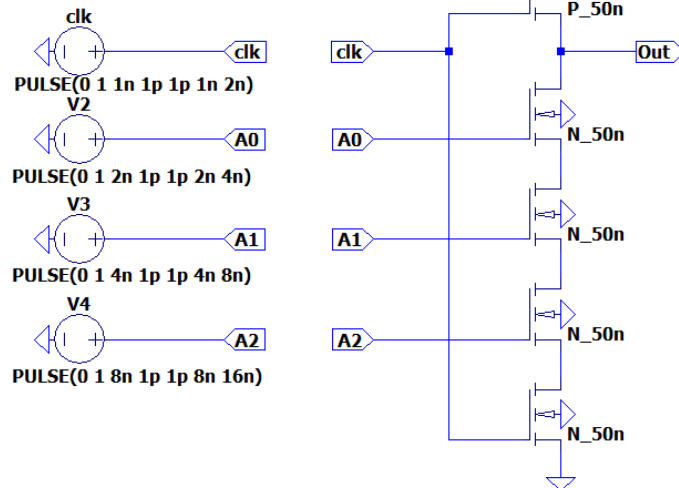 clk
P_50n
clk
clk
Out
PULSE(0 1 1n 1p 1p 1n 2n)
V2
A0
A0
N_50n
PULSE(0 1 2n 1p 1p 2n 4n)
V3
A1
A1
N_50n
PULSE(0 1 4n 1p 1p 4n 8n)
V4
A2
A2
N_50n
PULSE(0 1 8n 1p 1p 8n 16n)
N_50n